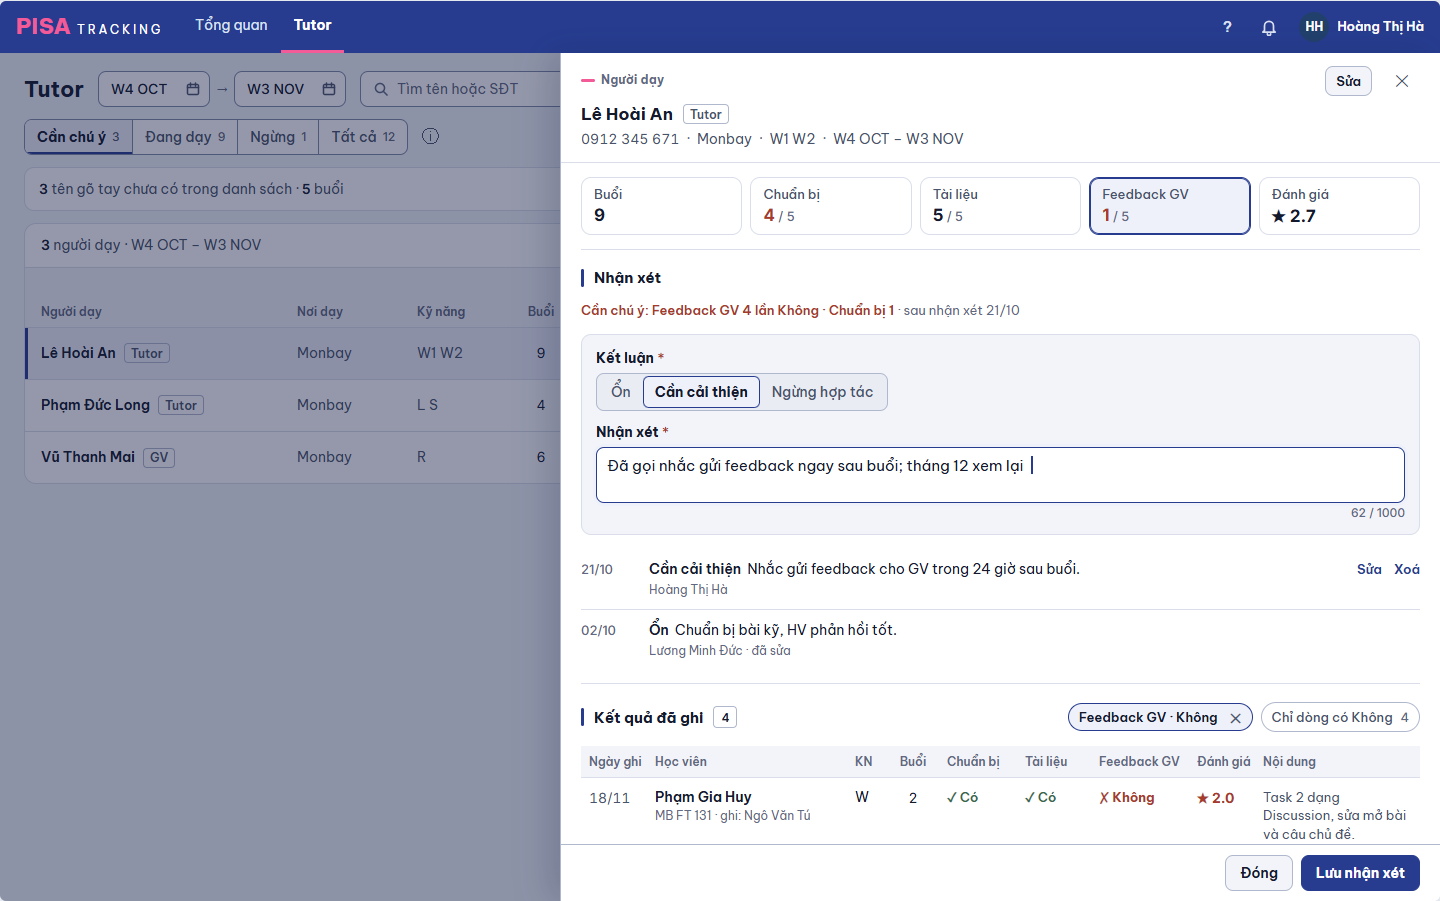 PISA TRACKING Tổng quan Tutor ? HH Hoàng Thị Hà
Tutor W4 OCT → W3 NOV Tìm tên hoặc SĐT
Cần chú ý 3 Đang dạy 9 Ngừng 1 Tất cả 12
3 tên gõ tay chưa có trong danh sách · 5 buổi
3 người dạy · W4 OCT – W3 NOV
Người dạy Nơi dạy Kỹ năng Buổi
Lê Hoài An Tutor Monbay W1 W2 9
Phạm Đức Long Tutor Monbay L S 4
Vũ Thanh Mai GV Monbay R 6
Người dạy Sửa
Lê Hoài An Tutor
0912 345 671 · Monbay · W1 W2 · W4 OCT – W3 NOV
Buổi Chuẩn bị Tài liệu Feedback GV Đánh giá
9 4 / 5 5 / 5 1 / 5 ★ 2.7
Nhận xét
Cần chú ý: Feedback GV 4 lần Không · Chuẩn bị 1 · sau nhận xét 21/10
Kết luận *
Ổn Cần cải thiện Ngừng hợp tác
Nhận xét *
Đã gọi nhắc gửi feedback ngay sau buổi; tháng 12 xem lại
62 / 1000
21/10 Cần cải thiện Nhắc gửi feedback cho GV trong 24 giờ sau buổi. Sửa Xoá
Hoàng Thị Hà
02/10 Ổn Chuẩn bị bài kỹ, HV phản hồi tốt.
Lương Minh Đức · đã sửa
Kết quả đã ghi 4 Feedback GV · Không Chỉ dòng có Không 4
Ngày ghi Học viên KN Buổi Chuẩn bị Tài liệu Feedback GV Đánh giá Nội dung
18/11 Phạm Gia Huy W 2 ✓ Có ✓ Có ✗ Không ★ 2.0 Task 2 dạng
MB FT 131 · ghi: Ngô Văn Tú Discussion, sửa mở bài
và câu chủ đề.
Đóng Lưu nhận xét